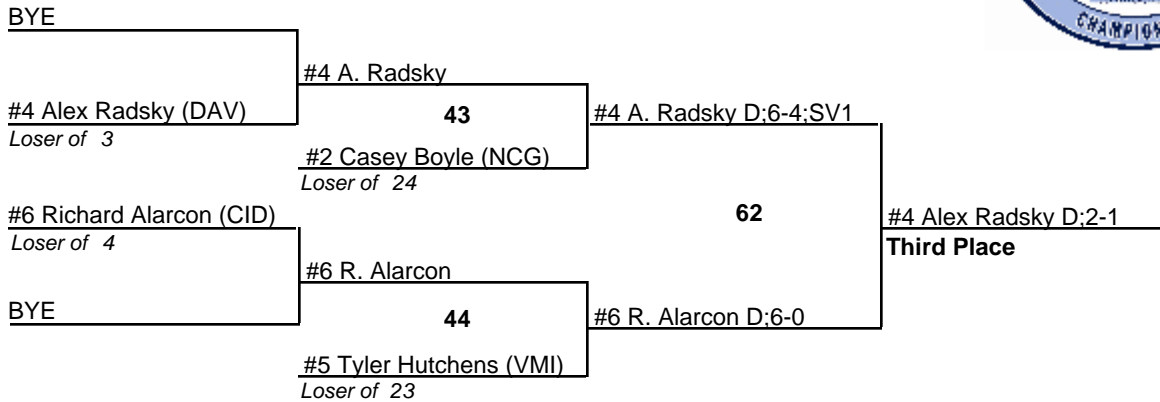 BYE
CHAMPION
#4 A. Radsky
#4 Alex Radsky (DAV)
43
#4 A. Radsky D;6-4;SV1
Loser of 3
#2 Casey Boyle (NCG)
Loser of 24
#6 Richard Alarcon (CID)
62
#4 Alex Radsky D;2-1
Loser of 4
Third Place
#6 R. Alarcon
BYE
44
#6 R. Alarcon D;6-0
#5 Tyler Hutchens (VMI)
Loser of 23